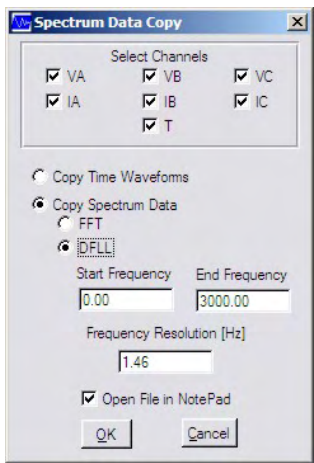 Spectrum Data Copy
Select Channels
VA VB VC
IA IB IC
T
Copy Time Waveforms
Copy Spectrum Data
FFT
DFLL
Start Frequency End Frequency
0.00 3000.00
Frequency Resolution [Hz]
1.46
Open File in NotePad
OK Cancel